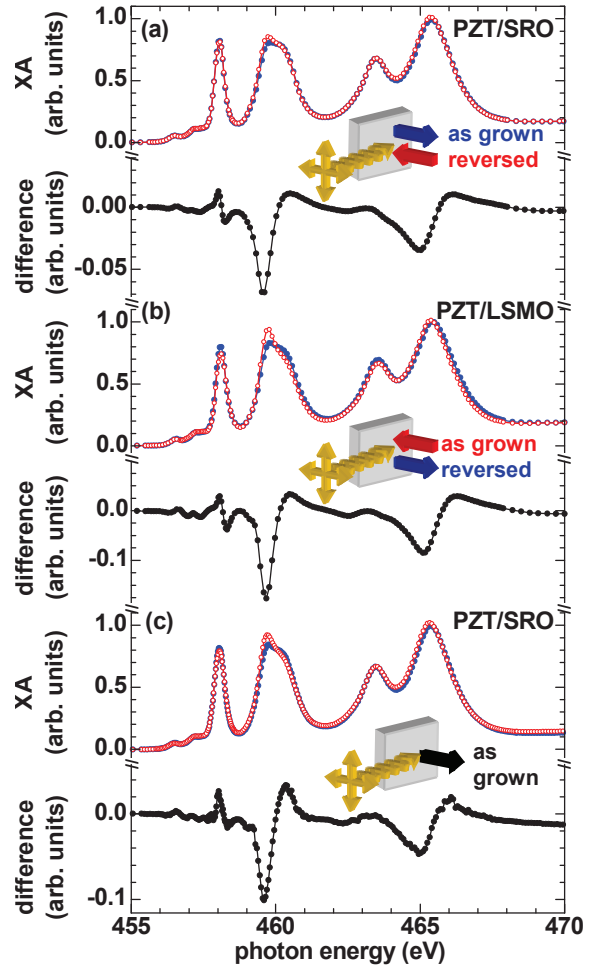 (a)
PZT/SRO
XA
(arb. units)
1.0
0.5
0.0
as grown
reversed
difference
(arb. units)
0.00
-0.05
(b)
PZT/LSMO
XA
(arb. units)
1.0
0.5
0.0
as grown
reversed
difference
(arb. units)
0.0
-0.1
(c)
PZT/SRO
XA
(arb. units)
1.0
0.5
0.0
as
grown
difference
(arb. units)
0.0
-0.1
455 460 465 470
photon energy (eV)